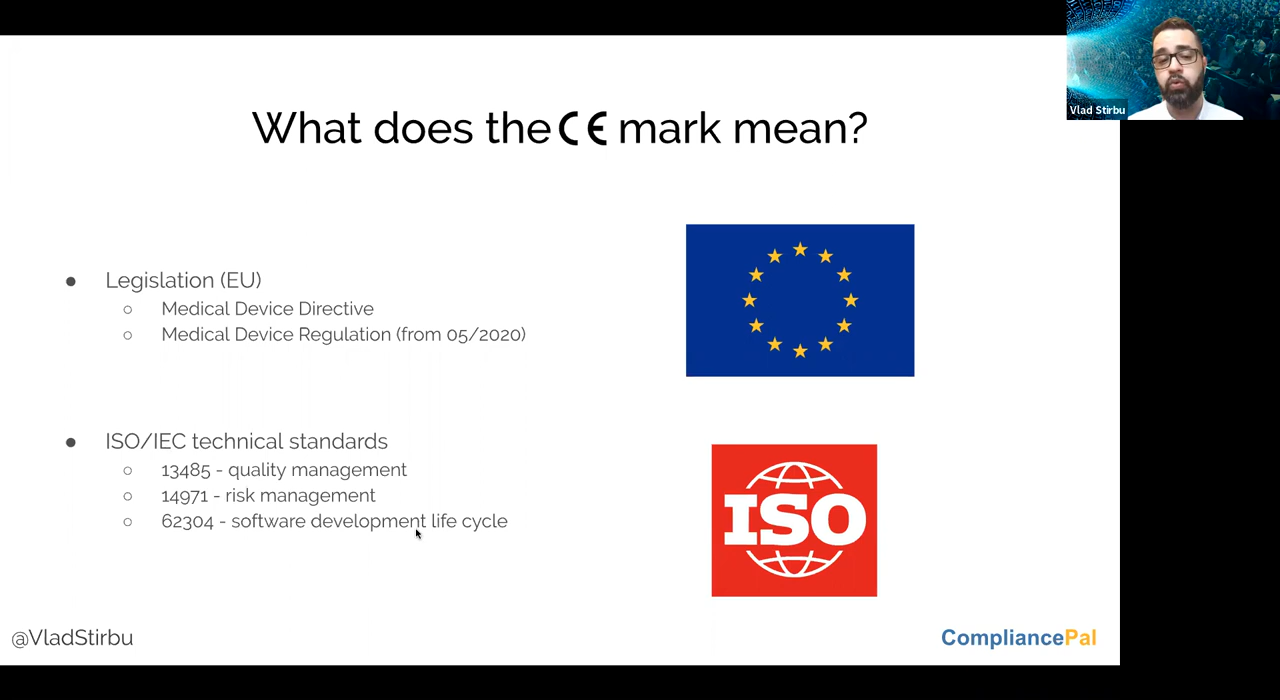 Vlad Stirbu
What does the CE mark mean?
● Legislation (EU)
○ Medical Device Directive
○ Medical Device Regulation (from 05/2020)
● ISO/IEC technical standards
○ 13485 - quality management
○ 14971 - risk management
○ 62304 - software development life cycle
ISO
@VladStirbu
CompliancePal